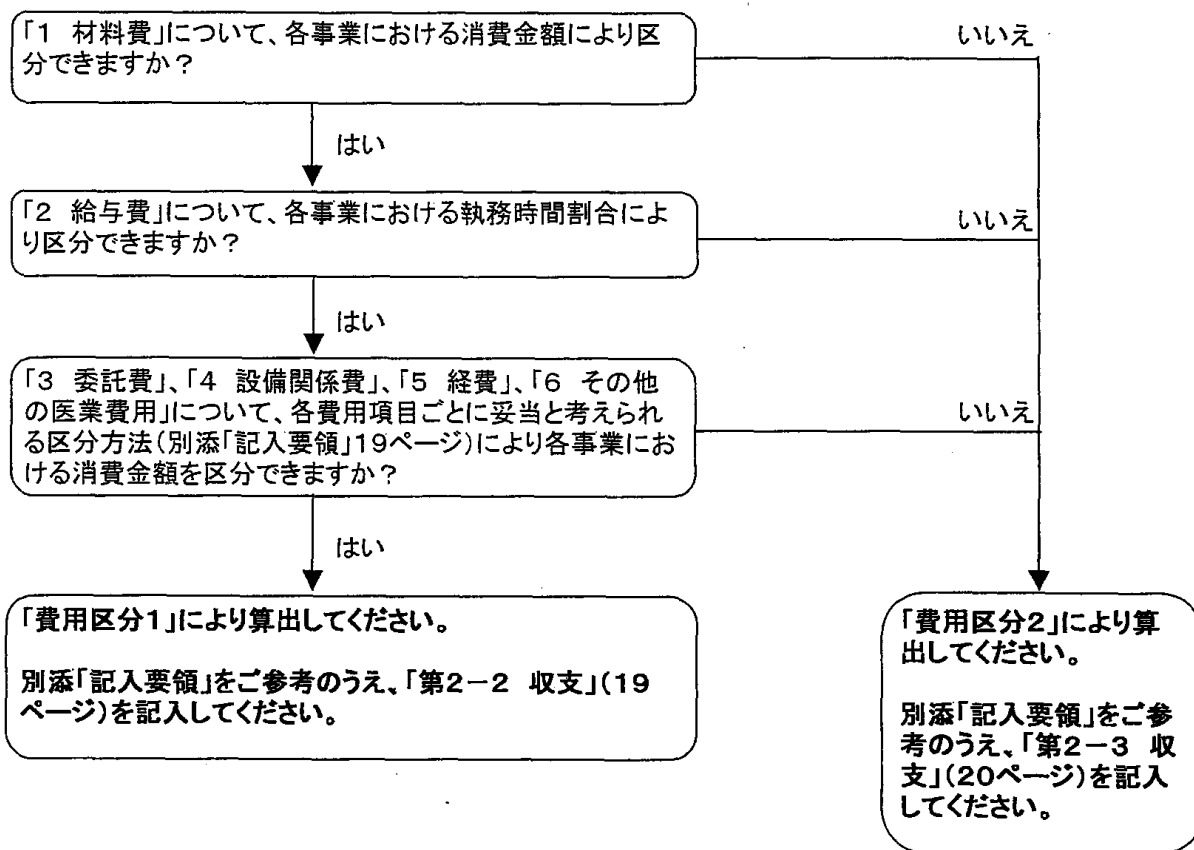 「1 材料費」について、各事業における消費金額により区
分できますか？
いいえ
はい
「2 給与費」について、各事業における執務時間割合によ
り区分できますか？
いいえ
はい
「3 委託費」、「4 設備関係費」、「5 経費」、「6 その他
の医業費用」について、各費用項目ごとに妥当と考えられ
る区分方法(別添「記入要領」19ページ)により各事業にお
ける消費金額を区分できますか？
いいえ
はい
「費用区分1」により算出してください。
別添「記入要領」をご参考のうえ、「第2－2 収支」(19
ページ)を記入してください。
「費用区分2」により算
出してください。
別添「記入要領」をご参
考のうえ、「第2－3 収
支」(20ページ)を記入
してください。